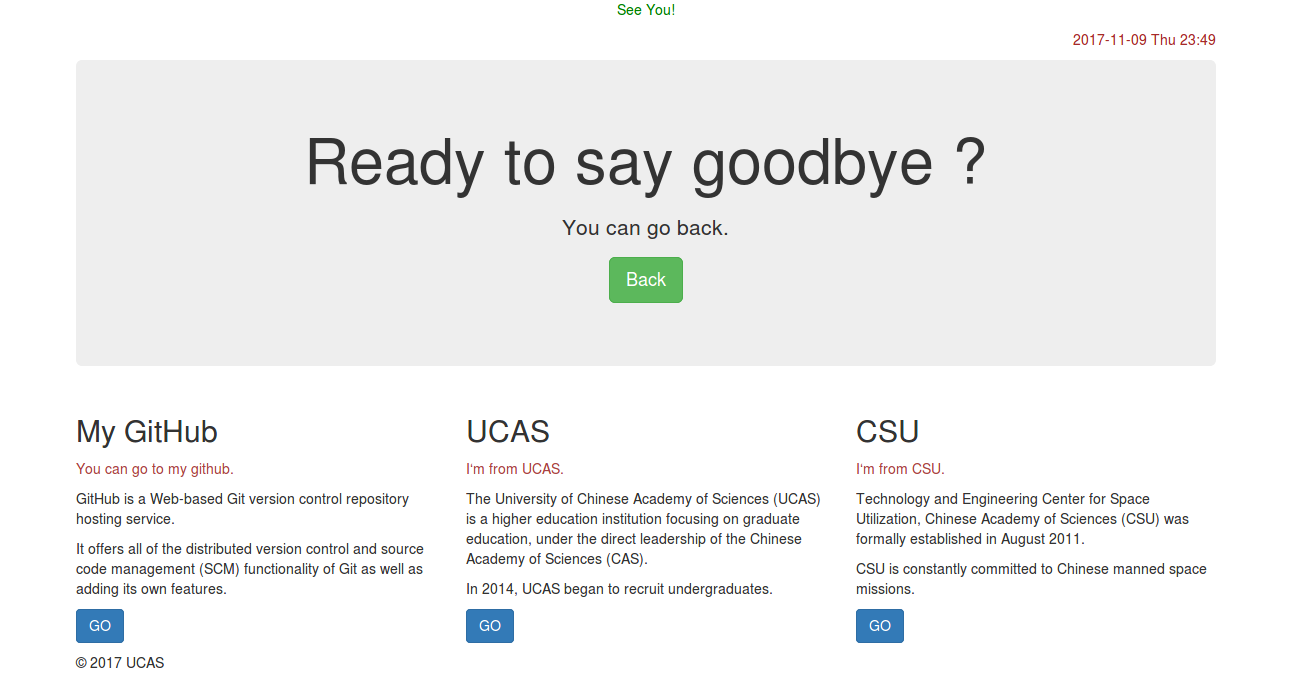 See You!
2017-11-09 Thu 23:49
Ready to say goodbye ?
You can go back.
Back
My GitHub
You can go to my github.
GitHub is a Web-based Git version control repository
hosting service.
It offers all of the distributed version control and source
code management (SCM) functionality of Git as well as
adding its own features.
GO
UCAS
I'm from UCAS.
The University of Chinese Academy of Sciences (UCAS)
is a higher education institution focusing on graduate
education, under the direct leadership of the Chinese
Academy of Sciences (CAS).
In 2014, UCAS began to recruit undergraduates.
GO
CSU
I'm from CSU.
Technology and Engineering Center for Space
Utilization, Chinese Academy of Sciences (CSU) was
formally established in August 2011.
CSU is constantly committed to Chinese manned space
missions.
GO
© 2017 UCAS